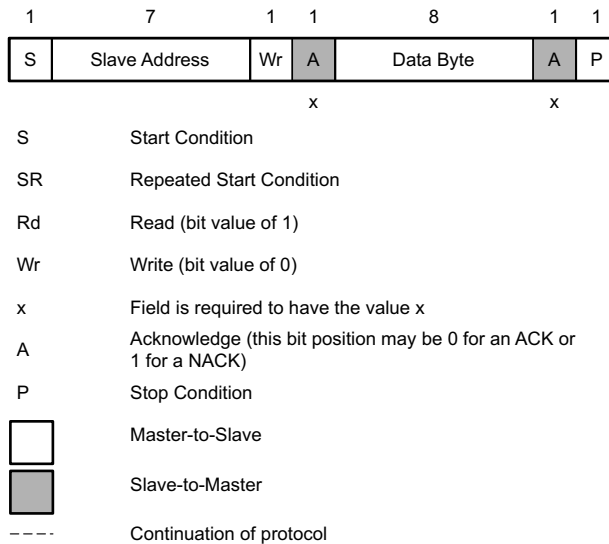 1 7 1 1 8 1 1
S Slave Address Wr A Data Byte A P
x x
S Start Condition
SR Repeated Start Condition
Rd Read (bit value of 1)
Wr Write (bit value of 0)
x Field is required to have the value x
A Acknowledge (this bit position may be 0 for an ACK or
1 for a NACK)
P Stop Condition
Master-to-Slave
Slave-to-Master
Continuation of protocol